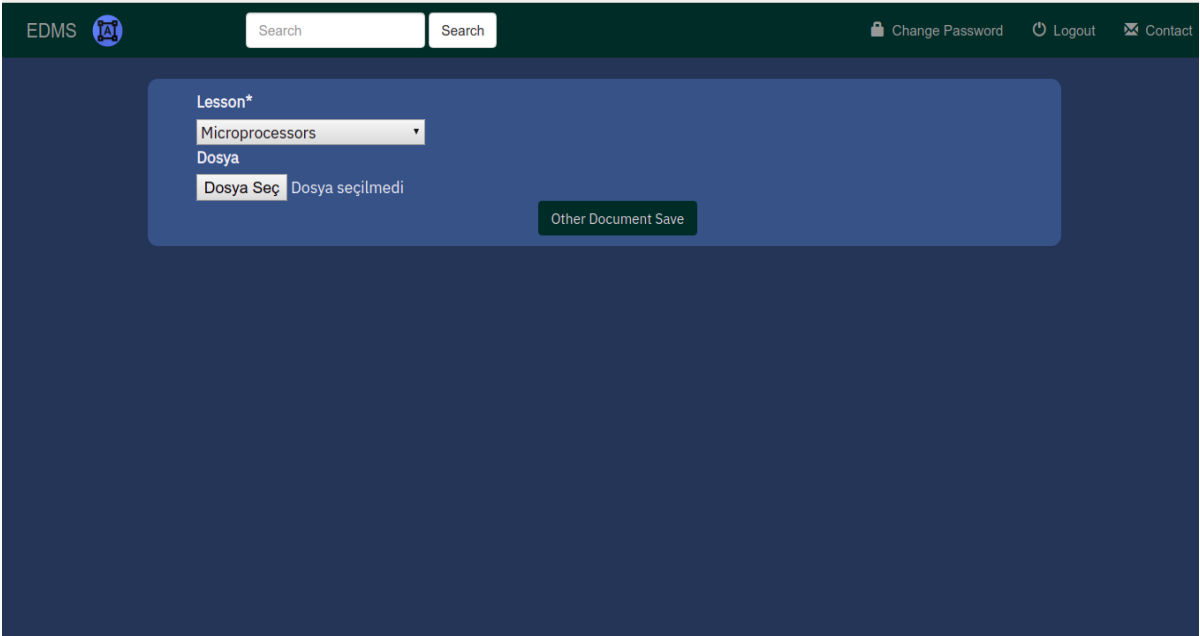 EDMS A Search Search Change Password Logout Contact
Lesson*
Microprocessors
Dosya
Dosya Seç Dosya seçilmedi
Other Document Save